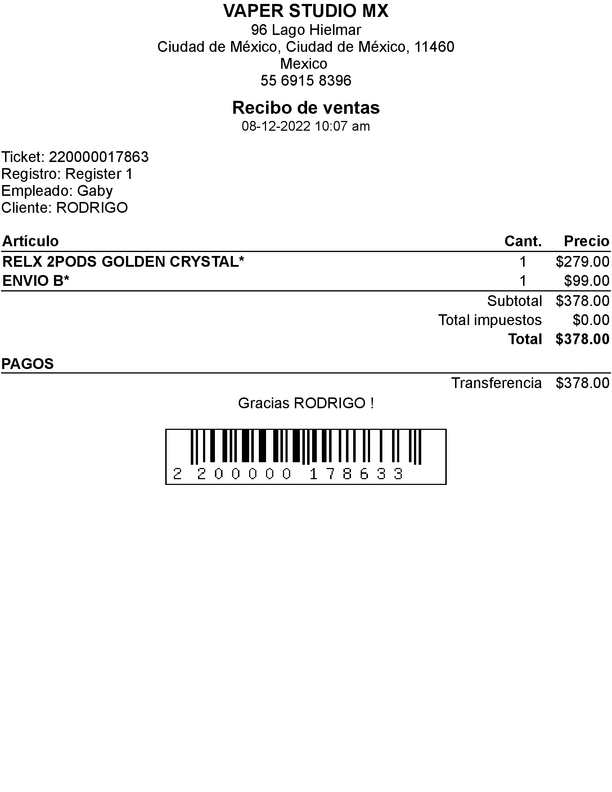 VAPER STUDIO MX
96 Lago Hielmar
Ciudad de México, Ciudad de México, 11460
Mexico
55 6915 8396
Recibo de ventas
08-12-2022 10:07 am
Ticket: 220000017863
Registro: Register 1
Empleado: Gaby
Cliente: RODRIGO
Artículo Cant. Precio
RELX 2PODS GOLDEN CRYSTAL* 1 $279.00
ENVIO B* 1 $99.00
Subtotal $378.00
Total impuestos $0.00
Total $378.00
PAGOS
Transferencia $378.00
Gracias RODRIGO !
2 200000 178633